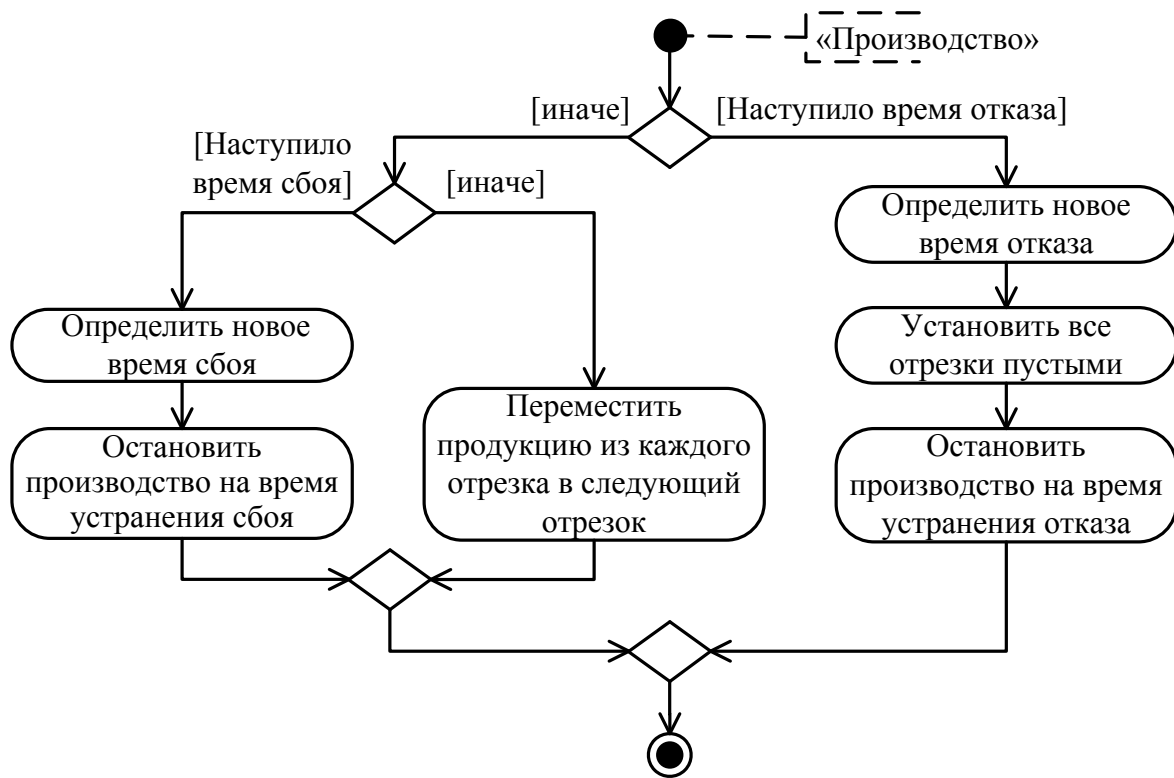 «Производство»
[иначе]
[Наступило время отказа]
[Наступило
время сбоя]
[иначе]
Определить новое
время отказа
Определить новое
время сбоя
Установить все
отрезки пустыми
Остановить
производство на время
устранения сбоя
Переместить
продукцию из каждого
отрезка в следующий
отрезок
Остановить
производство на время
устранения отказа